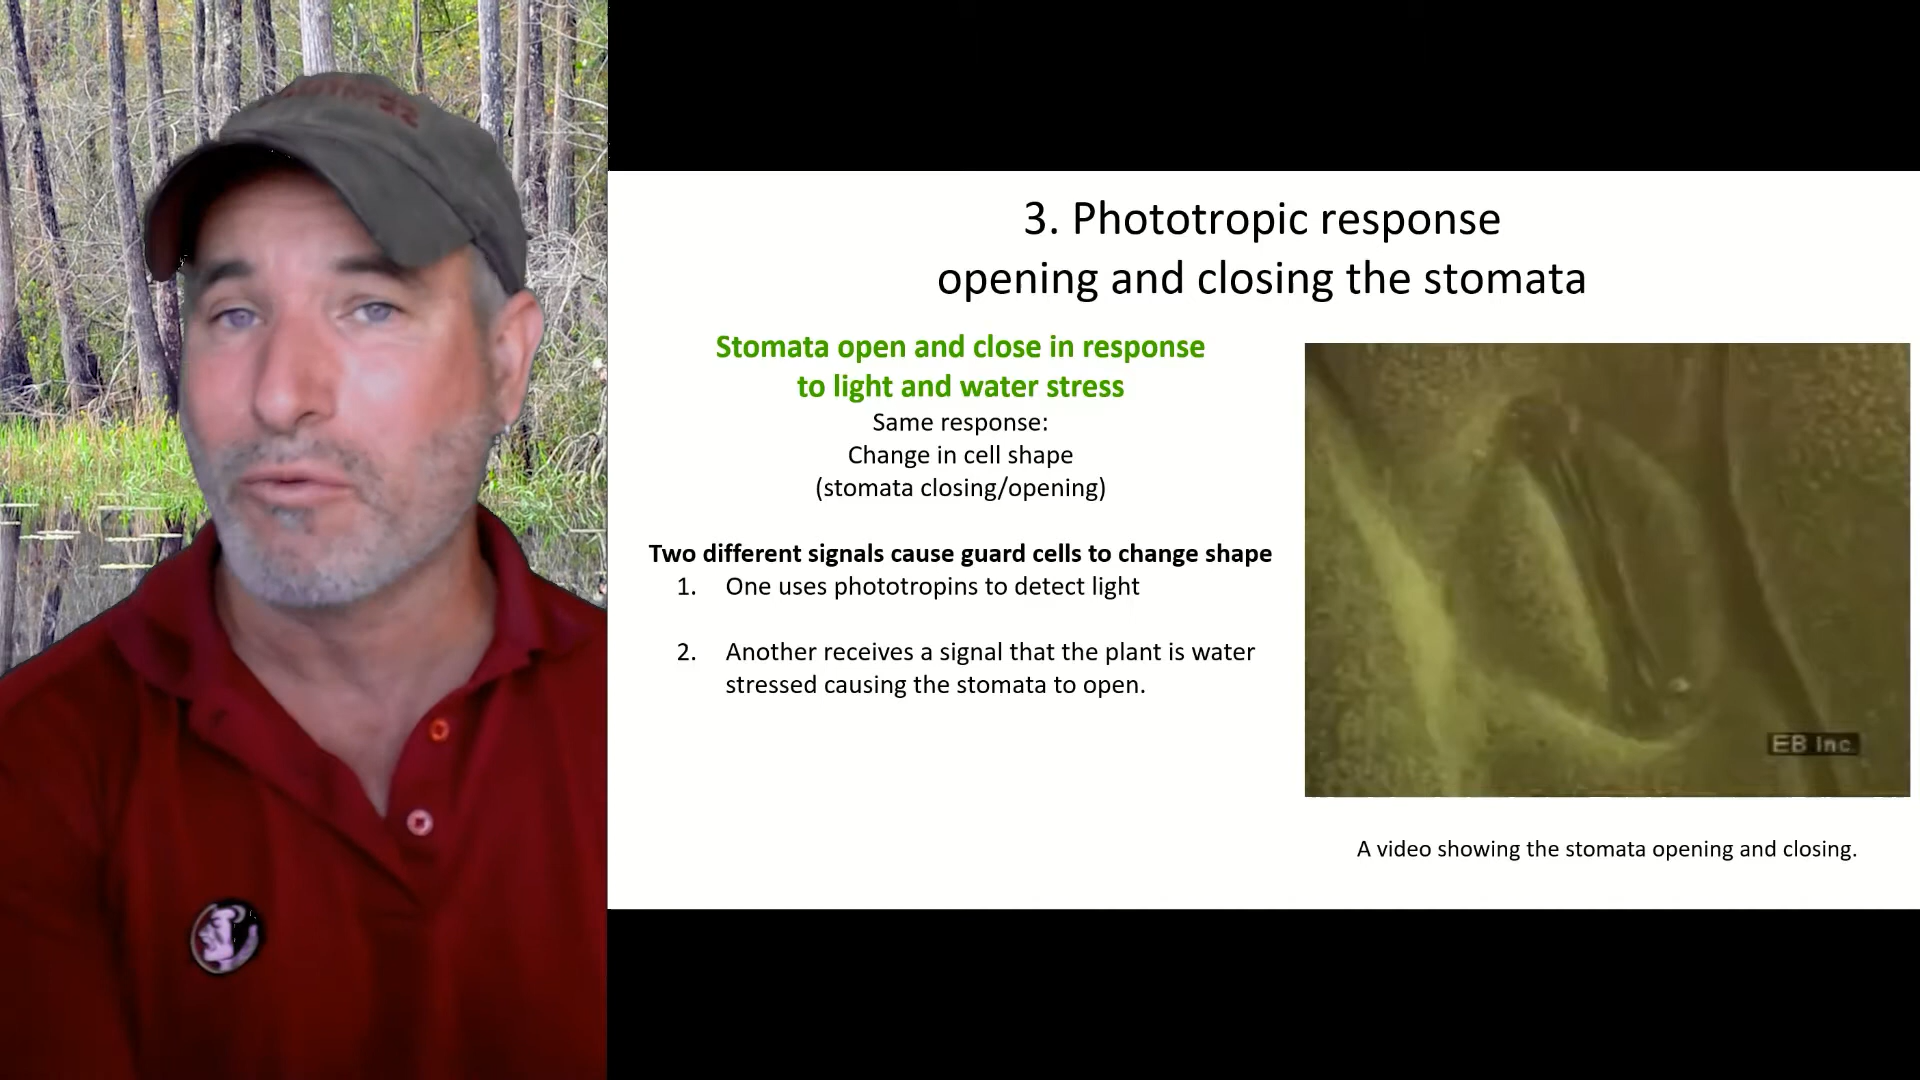 3. Phototropic response
opening and closing the stomata
Stomata open and close in response
to light and water stress
Same response:
Change in cell shape
(stomata closing/opening)
Two different signals cause guard cells to change shape
1. One uses phototropins to detect light
2. Another receives a signal that the plant is water
stressed causing the stomata to open.
EB Inc.
A video showing the stomata opening and closing.